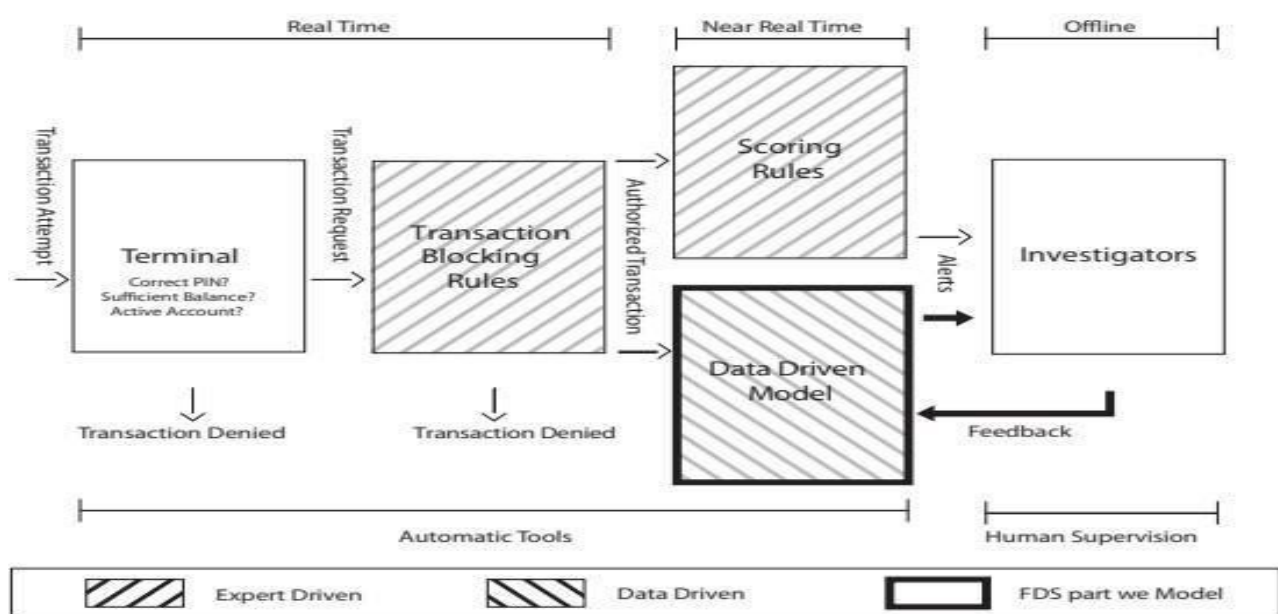 Real Time
Near Real Time
Offline
Transaction Attempt
Terminal
Correct PIN?
Sufficient Balance?
Active Account?
Transaction Request
Transaction
Blocking
Rules
Authorized Transaction
Scoring
Rules
Data Driven
Model
Alerts
Investigators
Transaction Denied
Transaction Denied
Feedback
Automatic Tools
Human Supervision
Expert Driven
Data Driven
FDS part we Model